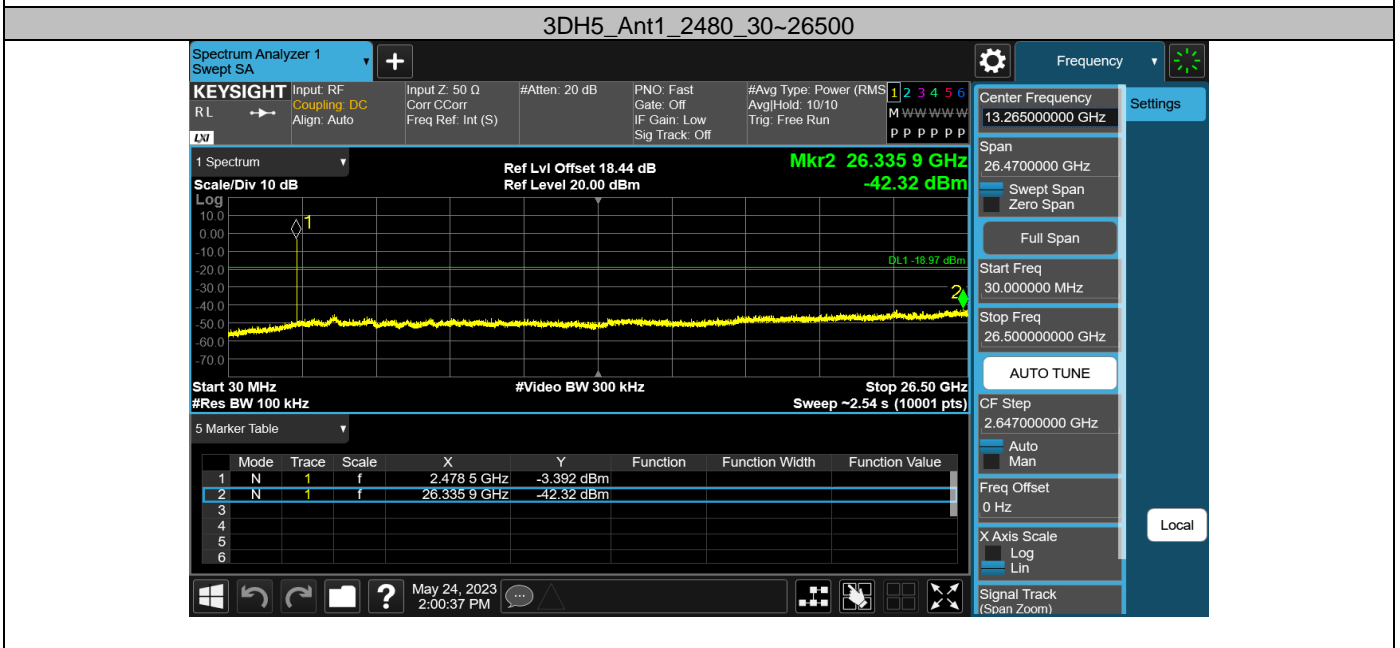 3DH5_Ant1_2480_30~26500
Spectrum Analyzer 1
Swept SA
Frequency
KEYSIGHT
R L
LXI
Input: RF
Coupling: DC
Align: Auto
Input Z: 50 Ω
Corr CCorr
Freq Ref: Int (S)
#Atten: 20 dB
PNO: Fast
Gate: Off
IF Gain: Low
Sig Track: Off
#Avg Type: Power (RMS
Avg|Hold: 10/10
Trig: Free Run
1 2 3 4 5 6
M W W W W W
P P P P P P
1 Spectrum
Scale/Div 10 dB
Ref Lvl Offset 18.44 dB
Ref Level 20.00 dBm
Mkr2 26.335 9 GHz
-42.32 dBm
Log
10.0
0.00
-10.0
-20.0
-30.0
-40.0
-50.0
-60.0
-70.0
1
DL1 -18.97 dBm
2
Start 30 MHz
#Res BW 100 kHz
#Video BW 300 kHz
Stop 26.50 GHz
Sweep ~2.54 s (10001 pts)
5 Marker Table
Mode Trace Scale X Y Function Function Width Function Value
1 N 1 f 2.478 5 GHz -3.392 dBm
2 N 1 f 26.335 9 GHz -42.32 dBm
3
4
5
6
May 24, 2023
2:00:37 PM
Center Frequency
13.265000000 GHz
Span
26.4700000 GHz
Swept Span
Zero Span
Full Span
Start Freq
30.000000 MHz
Stop Freq
26.500000000 GHz
AUTO TUNE
CF Step
2.647000000 GHz
Auto
Man
Freq Offset
0 Hz
X Axis Scale
Log
Lin
Signal Track
(Span Zoom)
Settings
Local